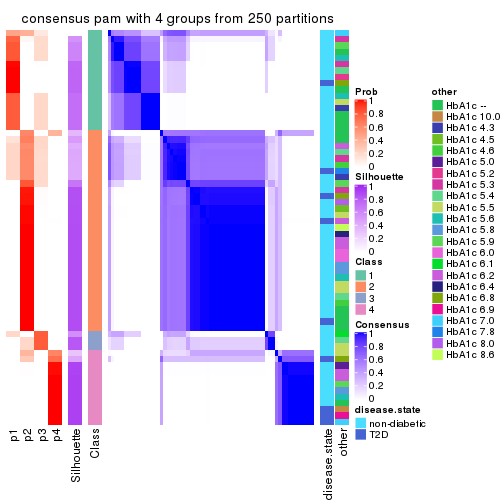 consensus pam with 4 groups from 250 partitions
Prob
1
0.8
0.6
0.4
0.2
0
Silhouette
1
0.8
0.6
0.4
0.2
0
Class
1
2
3
4
Consensus
1
0.8
0.6
0.4
0.2
0
disease.state
non-diabetic
T2D
other
HbA1c --
HbA1c 10.0
HbA1c 4.3
HbA1c 4.5
HbA1c 4.6
HbA1c 5.0
HbA1c 5.2
HbA1c 5.3
HbA1c 5.4
HbA1c 5.5
HbA1c 5.6
HbA1c 5.8
HbA1c 5.9
HbA1c 6.0
HbA1c 6.1
HbA1c 6.2
HbA1c 6.4
HbA1c 6.8
HbA1c 6.9
HbA1c 7.0
HbA1c 7.8
HbA1c 8.0
HbA1c 8.6
p1
p2
p3
p4
Silhouette
Class
disease.state
other